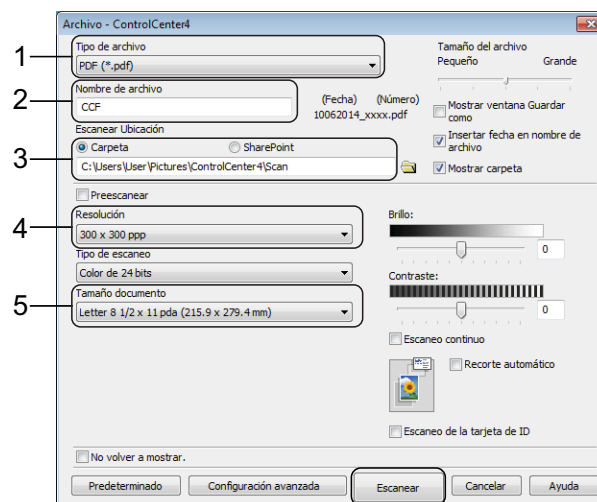 Archivo - ControlCenter4
1
Tipo de archivo
PDF (*.pdf)
Tamaño del archivo
Pequeño Grande
2
Nombre de archivo
CCF
(Fecha) (Número)
10062014_xxxx.pdf
Mostrar ventana Guardar
como
Insertar fecha en nombre de
archivo
Mostrar carpeta
3
Escanear Ubicación
Carpeta SharePoint
C:\Users\User\Pictures\ControlCenter4\Scan
Preescanear
4
Resolución
300 x 300 ppp
Tipo de escaneo
Color de 24 bits
5
Tamaño documento
Letter 8 1/2 x 11 pda (215.9 x 279.4 mm)
Brillo:
0
Contraste:
0
Escaneo continuo
Recorte automático
Escaneo de la tarjeta de ID
No volver a mostrar.
Predeterminado Configuración avanzada Escanear Cancelar Ayuda